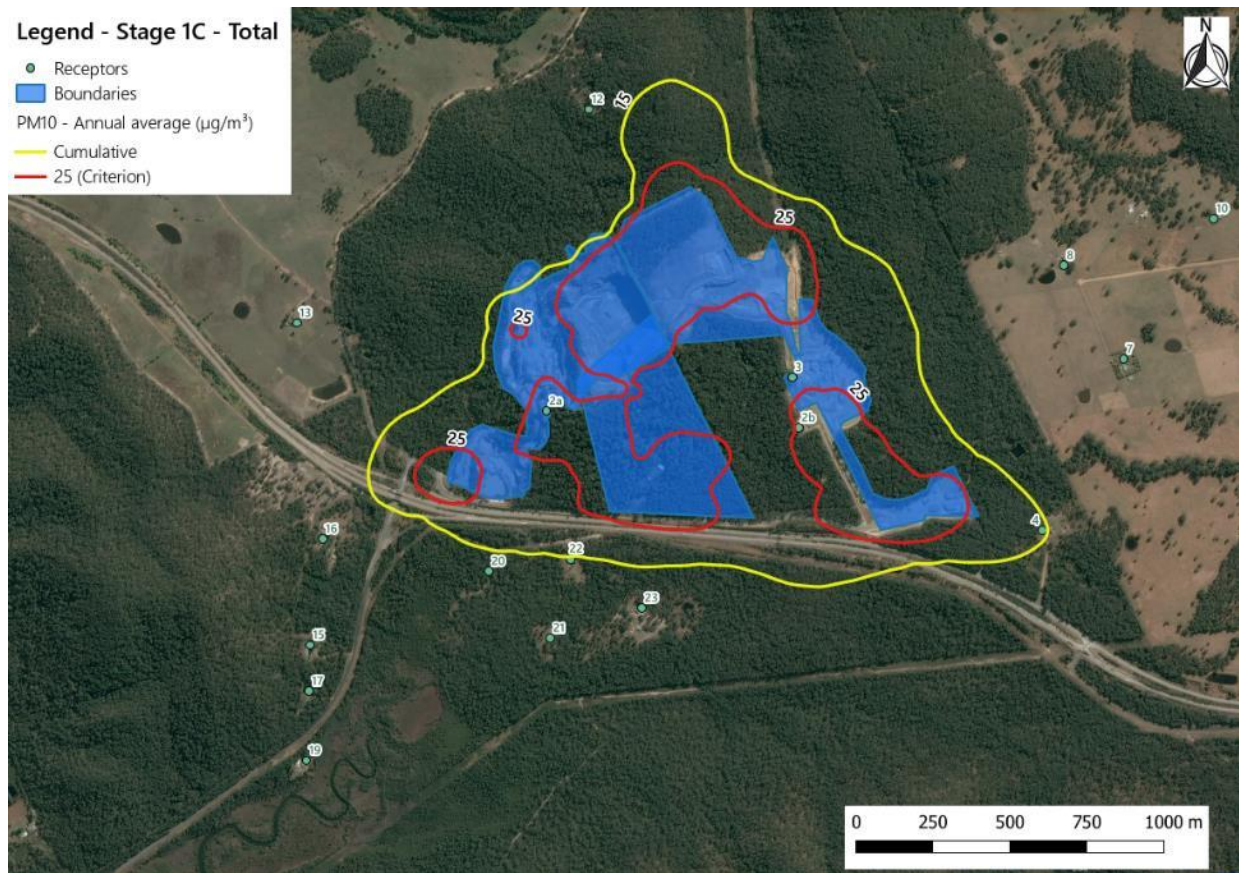 Legend - Stage 1C - Total
Receptors
Boundaries
PM10 - Annual average (µg/m³)
Cumulative
25 (Criterion)
N
12
15
10
25
8
13
25
7
3
2a
25
2b
25
4
16
22
20
23
21
15
17
19
0 250 500 750 1000 m